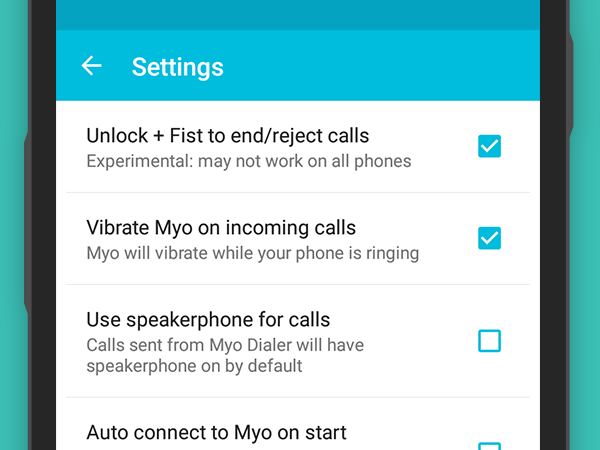 Settings
Unlock + Fist to end/reject calls
Experimental: may not work on all phones
Vibrate Myo on incoming calls
Myo will vibrate while your phone is ringing
Use speakerphone for calls
Calls sent from Myo Dialer will have
speakerphone on by default
Auto connect to Myo on start